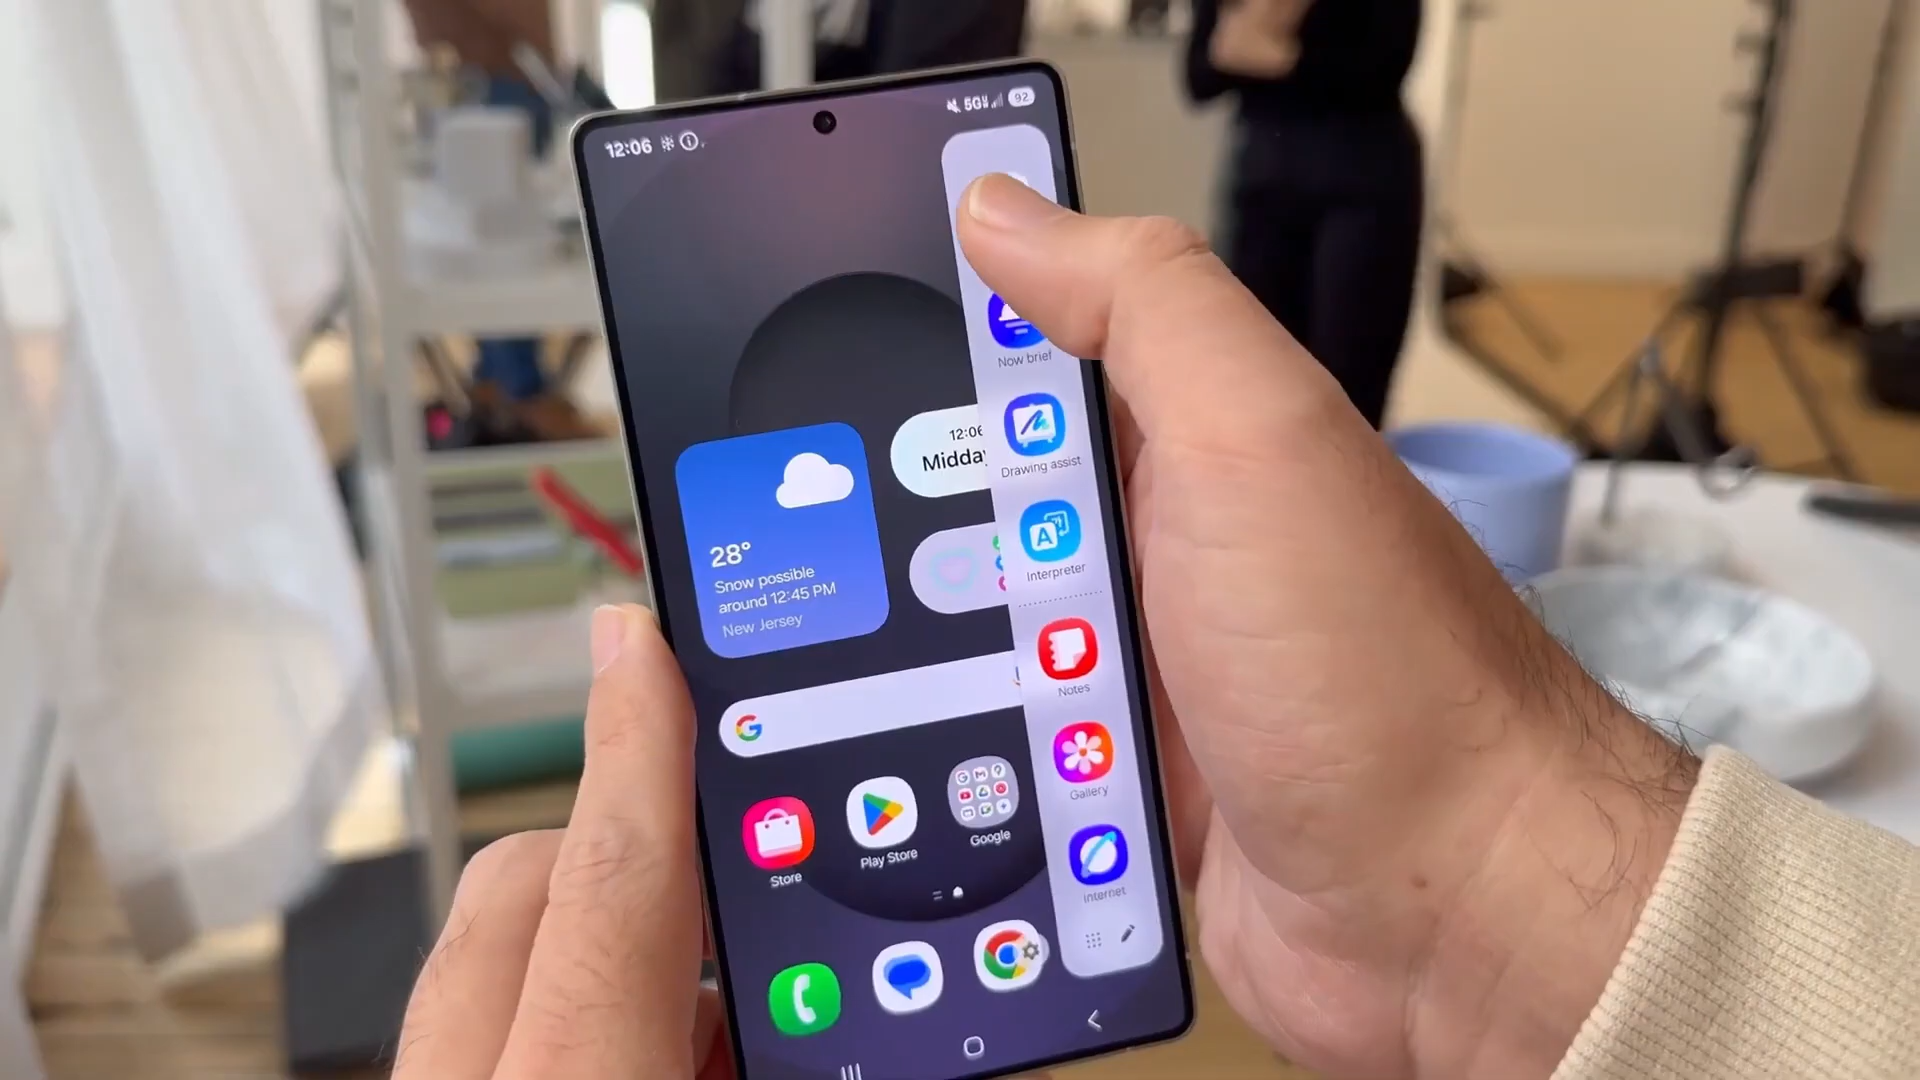 12:06
5G
92
Now brief
12:06
Midday
Drawing assist
28°
Snow possible
around 12:45 PM
New Jersey
A
Interpreter
Notes
G
Gallery
Store
Play Store
Google
Internet